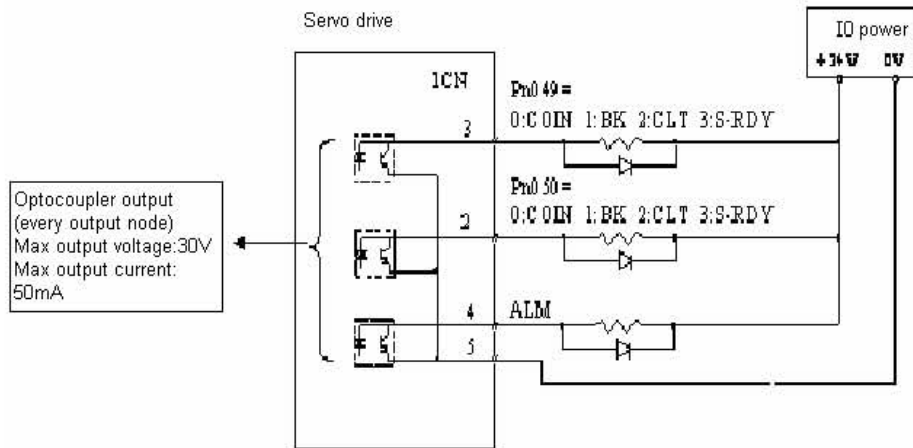 Servo drive
IO power
+24V 0V
1CN
Pn049=
3
0:COIN 1:BK 2:CLT 3:S-RDY
Pn050=
2
0:COIN 1:BK 2:CLT 3:S-RDY
Optocoupler output
(every output node)
Max output voltage:30V
Max output current:
50mA
4
ALM
5